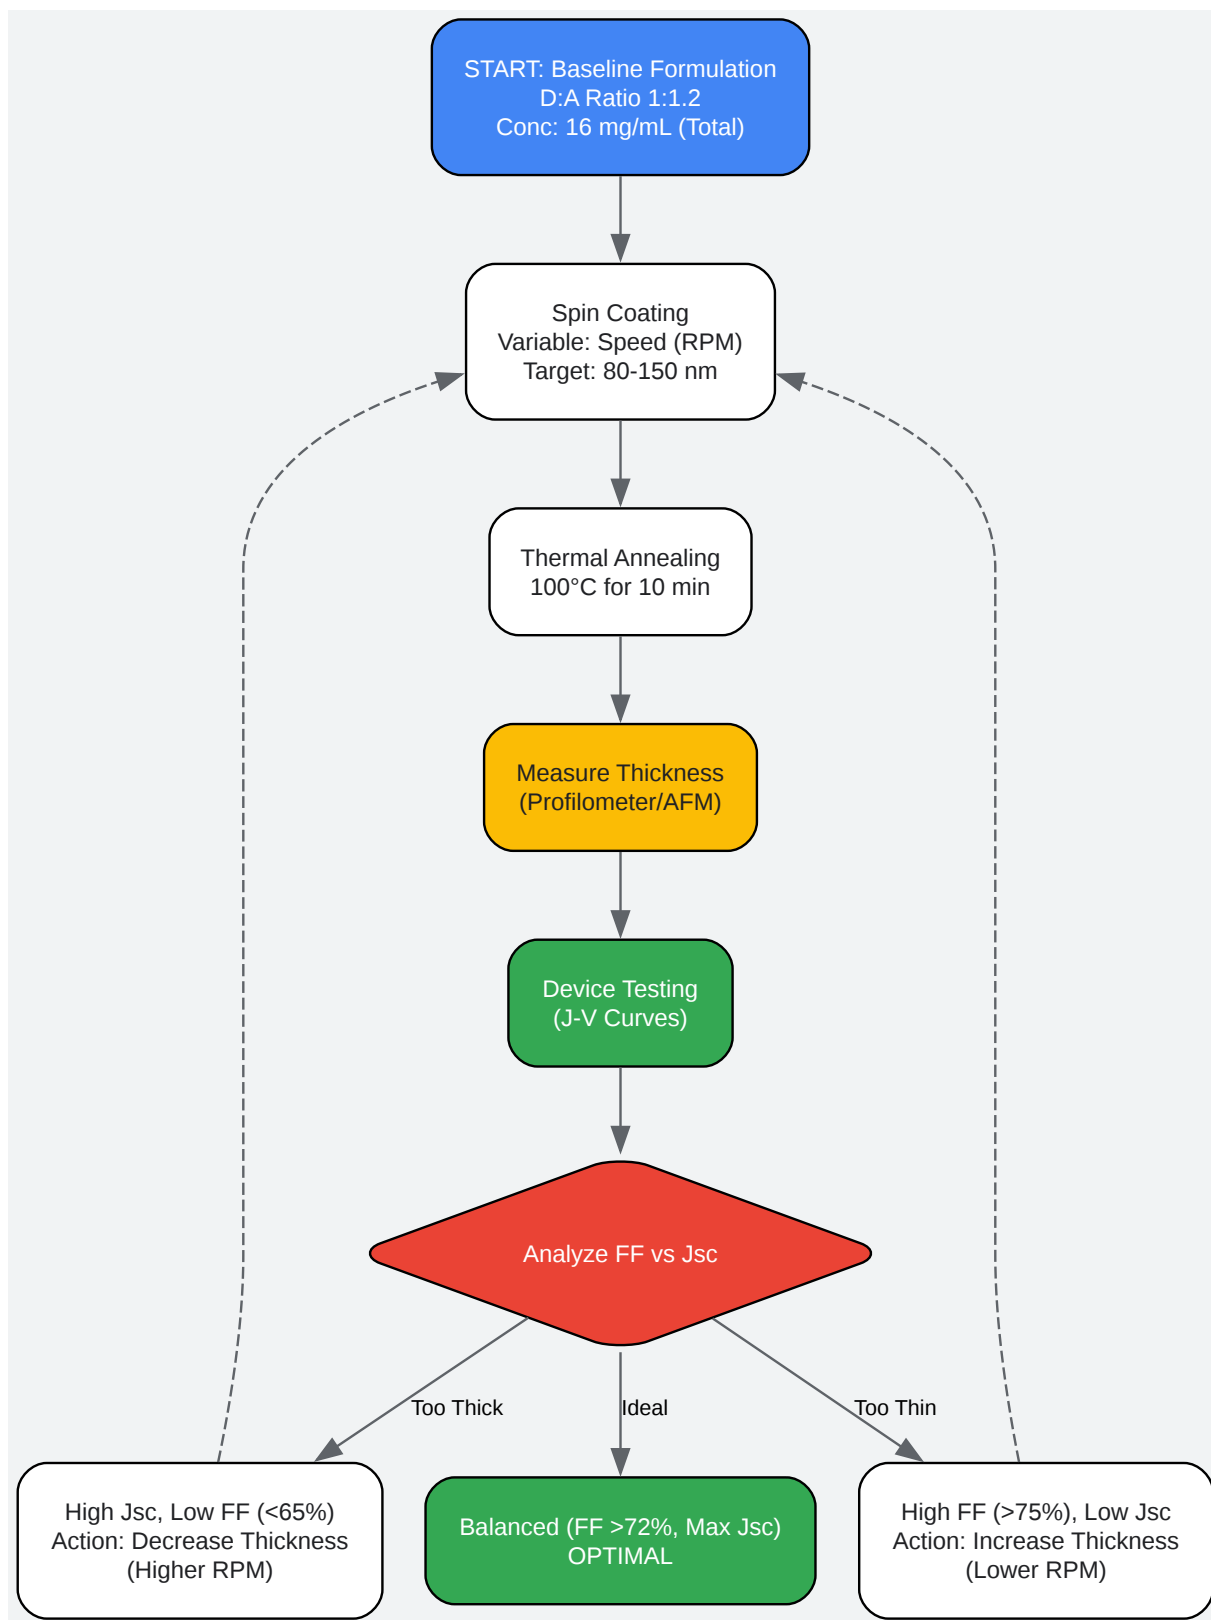 START: Baseline Formulation
D:A Ratio 1:1.2
Conc: 16 mg/mL (Total)
Spin Coating
Variable: Speed (RPM)
Target: 80-150 nm
Thermal Annealing
100°C for 10 min
Measure Thickness
(Profilometer/AFM)
Device Testing
(J-V Curves)
Analyze FF vs Jsc
Too Thick
Ideal
Too Thin
High Jsc, Low FF (<65%)
Action: Decrease Thickness
(Higher RPM)
Balanced (FF >72%, Max Jsc)
OPTIMAL
High FF (>75%), Low Jsc
Action: Increase Thickness
(Lower RPM)